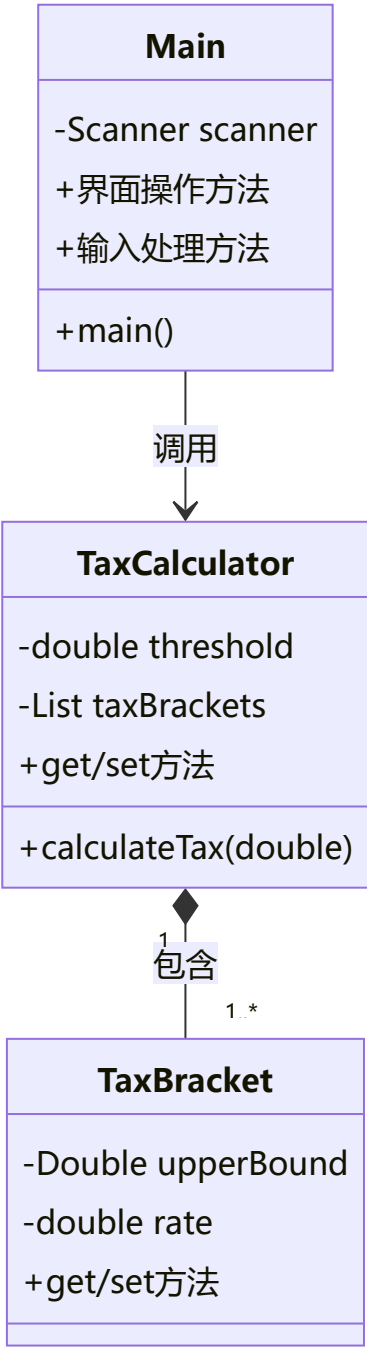 Main
-Scanner scanner
+界面操作方法
+输入处理方法
+main()
调用
TaxCalculator
-double threshold
-List taxBrackets
+get/set方法
+calculateTax(double)
1
包含
1..*
TaxBracket
-Double upperBound
-double rate
+get/set方法